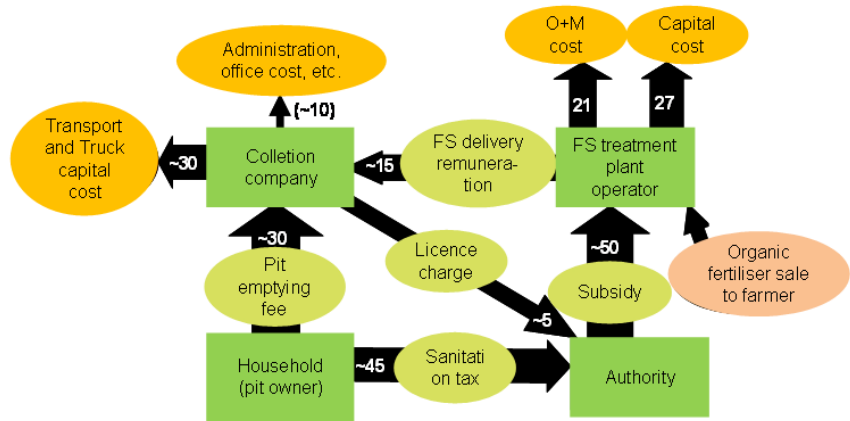 O+M
cost
Capital
cost
Administration,
office cost, etc.
(~10)
21
27
Transport
and Truck
capital
cost
~30
Colletion
company
~15
FS delivery
remunera-
tion
FS treatment
plant
operator
~30
Pit
emptying
fee
Licence
charge
~5
~50
Subsidy
Organic
fertiliser sale
to farmer
Household
(pit owner)
~45
Sanitati
on tax
Authority